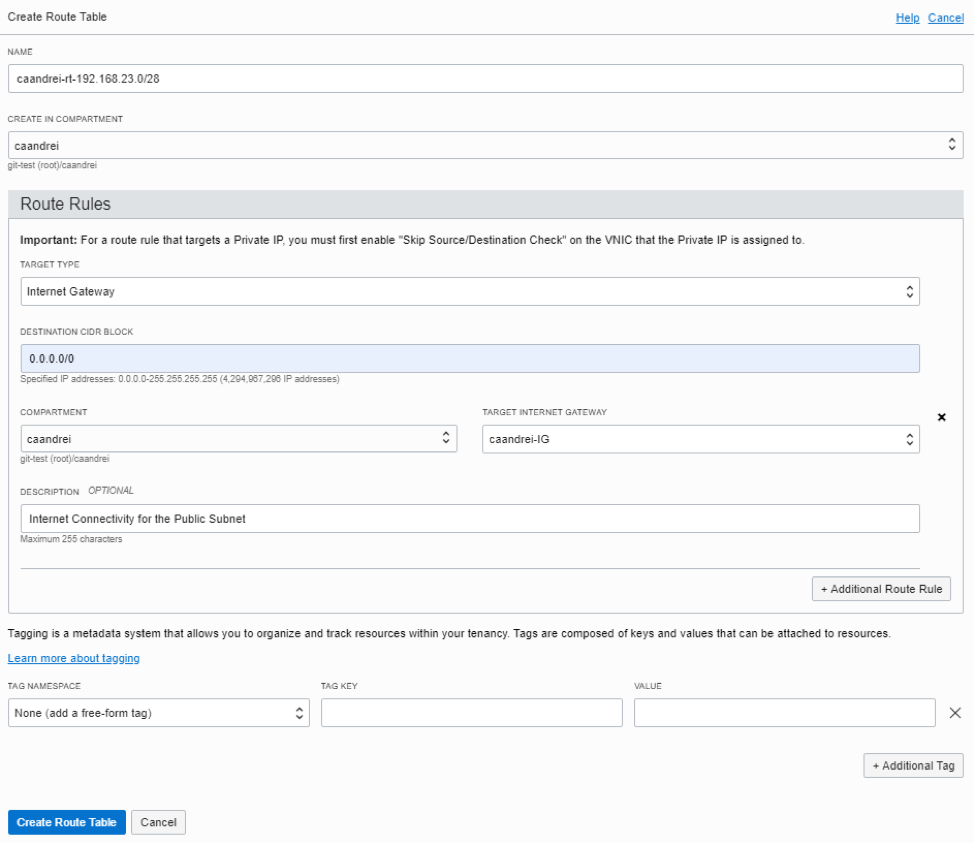 Create Route Table
Help Cancel
NAME
caandrei-rt-192.168.23.0/28
CREATE IN COMPARTMENT
caandrei
git-test (root)/caandrei
Route Rules
Important: For a route rule that targets a Private IP, you must first enable "Skip Source/Destination Check" on the VNIC that the Private IP is assigned to.
TARGET TYPE
Internet Gateway
DESTINATION CIDR BLOCK
0.0.0.0/0
Specified IP addresses: 0.0.0.0-255.255.255.255 (4,294,967,296 IP addresses)
COMPARTMENT
TARGET INTERNET GATEWAY
caandrei
caandrei-IG
git-test (root)/caandrei
DESCRIPTION OPTIONAL
Internet Connectivity for the Public Subnet
Maximum 255 characters
+ Additional Route Rule
Tagging is a metadata system that allows you to organize and track resources within your tenancy. Tags are composed of keys and values that can be attached to resources.
Learn more about tagging
TAG NAMESPACE
TAG KEY
VALUE
None (add a free-form tag)
+ Additional Tag
Create Route Table
Cancel